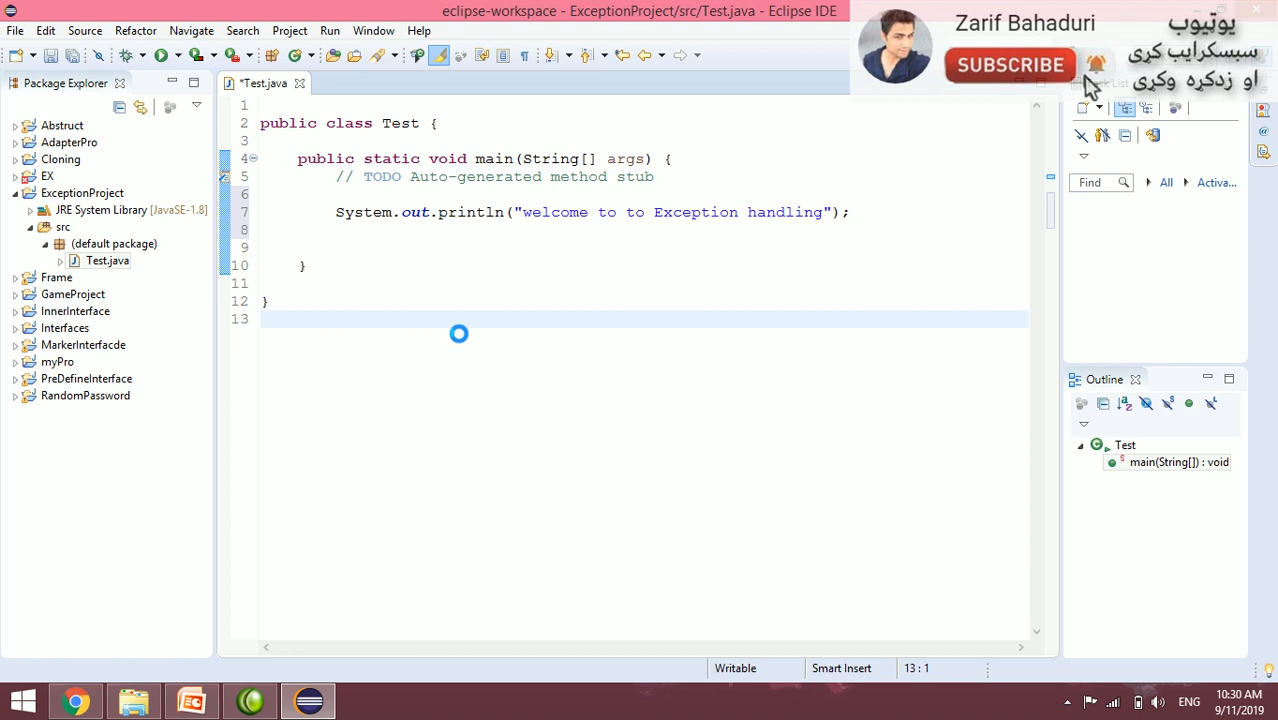 eclipse-workspace - ExceptionProject/src/Test.java - Eclipse IDE
File Edit Source Refactor Navigate Search Project Run Window Help
Zarif Bahaduri
SUBSCRIBE
یوټیوب
سبسکرایب کړی
او زدکړه وکړی
Package Explorer
*Test.java
Abstruct
AdapterPro
Cloning
EX
ExceptionProject
JRE System Library [JavaSE-1.8]
src
(default package)
Test.java
Frame
GameProject
InnerInterface
Interfaces
MarkerInterfacde
myPro
PreDefineInterface
RandomPassword
1
2 public class Test {
3
4 public static void main(String[] args) {
5 // TODO Auto-generated method stub
6
7 System.out.println("welcome to to Exception handling");
8
9
10 }
11
12 }
13
Find All Activa...
Outline
Test
main(String[]) : void
Writable Smart Insert 13 : 1
ENG
10:30 AM
9/11/2019